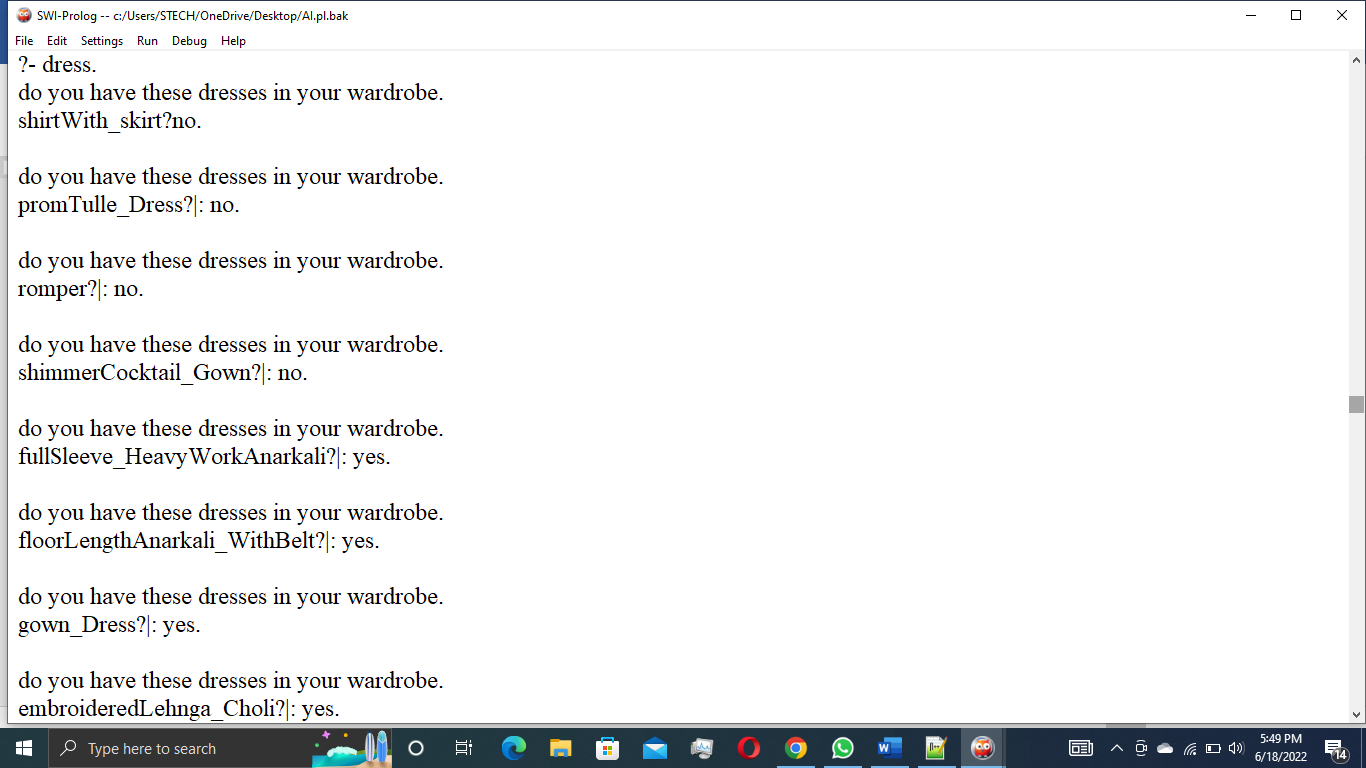 SWI-Prolog -- c:/Users/STECH/OneDrive/Desktop/AI.pl.bak
File Edit Settings Run Debug Help
?- dress.
do you have these dresses in your wardrobe.
shirtWith_skirt?no.
do you have these dresses in your wardrobe.
promTulle_Dress?|: no.
do you have these dresses in your wardrobe.
romper?|: no.
do you have these dresses in your wardrobe.
shimmerCocktail_Gown?|: no.
do you have these dresses in your wardrobe.
fullSleeve_HeavyWorkAnarkali?|: yes.
do you have these dresses in your wardrobe.
floorLengthAnarkali_WithBelt?|: yes.
do you have these dresses in your wardrobe.
gown_Dress?|: yes.
do you have these dresses in your wardrobe.
embroideredLehnga_Choli?|: yes.
Type here to search
5:49 PM
6/18/2022
14